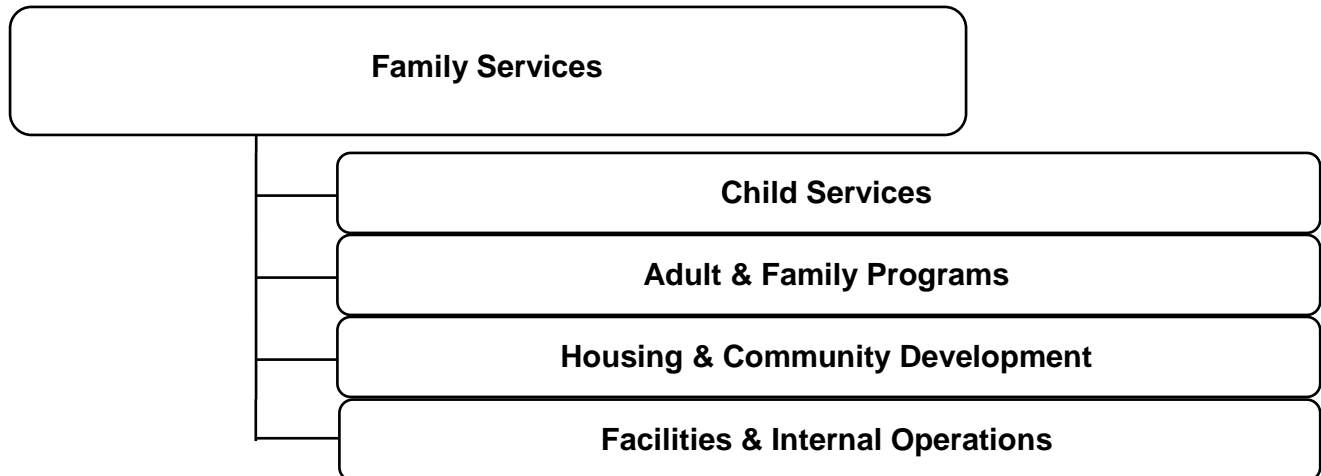 Family Services
Child Services
Adult & Family Programs
Housing & Community Development
Facilities & Internal Operations